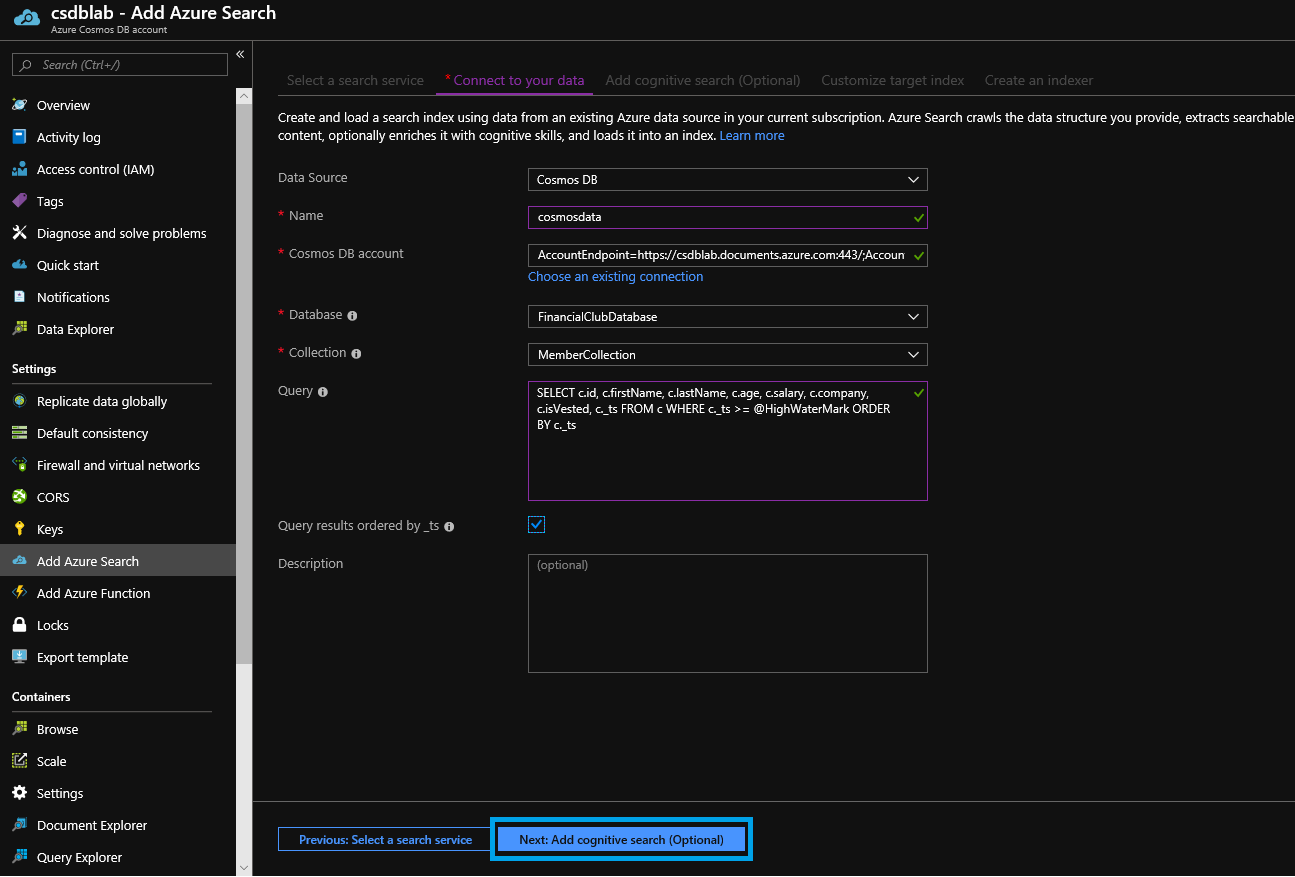 csdblab - Add Azure Search
Azure Cosmos DB account
Search (Ctrl+/)
«
Overview
Activity log
Access control (IAM)
Tags
Diagnose and solve problems
Quick start
Notifications
Data Explorer
Settings
Replicate data globally
Default consistency
Firewall and virtual networks
CORS
Keys
Add Azure Search
Add Azure Function
Locks
Export template
Containers
Browse
Scale
Settings
Document Explorer
Query Explorer
Select a search service * Connect to your data Add cognitive search (Optional) Customize target index Create an indexer
Create and load a search index using data from an existing Azure data source in your current subscription. Azure Search crawls the data structure you provide, extracts searchable
content, optionally enriches it with cognitive skills, and loads it into an index. Learn more
Data Source Cosmos DB
* Name cosmosdata
* Cosmos DB account AccountEndpoint=https://csdblab.documents.azure.com:443/;Accoun
Choose an existing connection
* Database FinancialClubDatabase
* Collection MemberCollection
Query SELECT c.id, c.firstName, c.lastName, c.age, c.salary, c.company,
c.isVested, c._ts FROM c WHERE c._ts >= @HighWaterMark ORDER
BY c._ts
Query results ordered by _ts
Description (optional)
Previous: Select a search service Next: Add cognitive search (Optional)